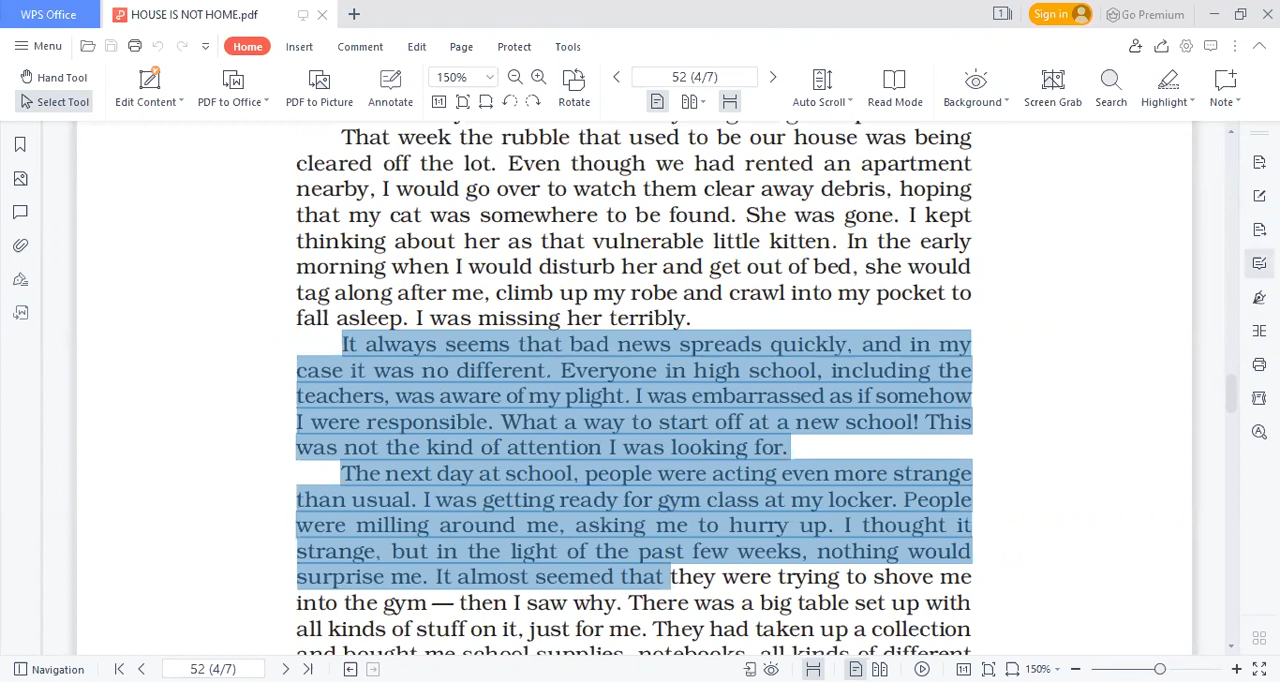 WPS Office
HOUSE IS NOT HOME.pdf
1
Sign in
Go Premium
Menu
Home
Insert
Comment
Edit
Page
Protect
Tools
Hand Tool
Select Tool
Edit Content
PDF to Office
PDF to Picture
Annotate
150%
Rotate
52 (4/7)
Auto Scroll
Read Mode
Background
Screen Grab
Search
Highlight
Note
That week the rubble that used to be our house was being
cleared off the lot. Even though we had rented an apartment
nearby, I would go over to watch them clear away debris, hoping
that my cat was somewhere to be found. She was gone. I kept
thinking about her as that vulnerable little kitten. In the early
morning when I would disturb her and get out of bed, she would
tag along after me, climb up my robe and crawl into my pocket to
fall asleep. I was missing her terribly.
It always seems that bad news spreads quickly, and in my
case it was no different. Everyone in high school, including the
teachers, was aware of my plight. I was embarrassed as if somehow
I were responsible. What a way to start off at a new school! This
was not the kind of attention I was looking for.
The next day at school, people were acting even more strange
than usual. I was getting ready for gym class at my locker. People
were milling around me, asking me to hurry up. I thought it
strange, but in the light of the past few weeks, nothing would
surprise me. It almost seemed that they were trying to shove me
into the gym — then I saw why. There was a big table set up with
all kinds of stuff on it, just for me. They had taken up a collection
and bought me school supplies, notebooks, all kinds of different
Navigation
52 (4/7)
150%